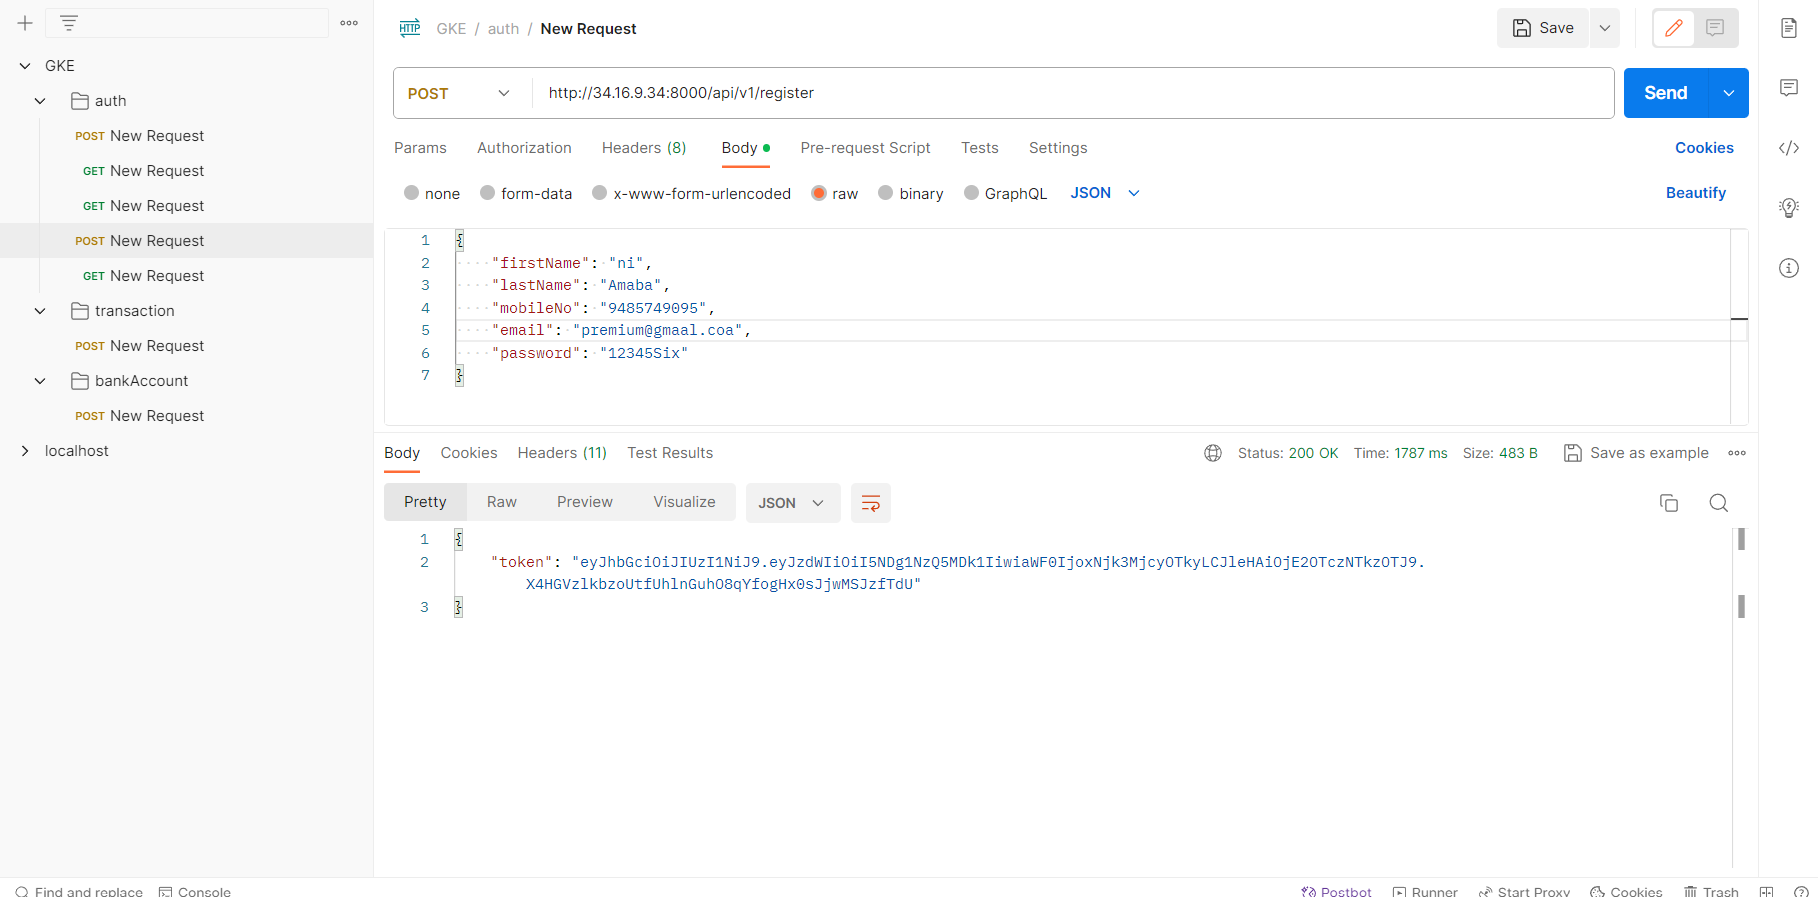 GKE
auth
POST New Request
GET New Request
GET New Request
POST New Request
GET New Request
transaction
POST New Request
bankAccount
POST New Request
localhost
HTTP GKE / auth / New Request
Save
POST http://34.16.9.34:8000/api/v1/register
Send
Params Authorization Headers (8) Body Pre-request Script Tests Settings Cookies
none form-data x-www-form-urlencoded raw binary GraphQL JSON Beautify
1 {
2 "firstName": "ni",
3 "lastName": "Amaba",
4 "mobileNo": "9485749095",
5 "email": "premium@gmaal.coa",
6 "password": "12345Six"
7 }
Body Cookies Headers (11) Test Results Status: 200 OK Time: 1787 ms Size: 483 B Save as example
Pretty Raw Preview Visualize JSON
1 {
2 "token": "eyJhbGciOiJIUzI1NiJ9.eyJzdWIiOiI5NDg1NzQ5MDk1IiwiaWF0IjoxNjk3MjcyOTkyLCJleHAiOjE2OTczNTkzOTJ9.
X4HGVzlkbzoUtfUhlnGuhO8qYfogHx0sJjwMSJzfTdU"
3 }
Find and replace Console Postbot Runner Start Proxy Cookies Trash